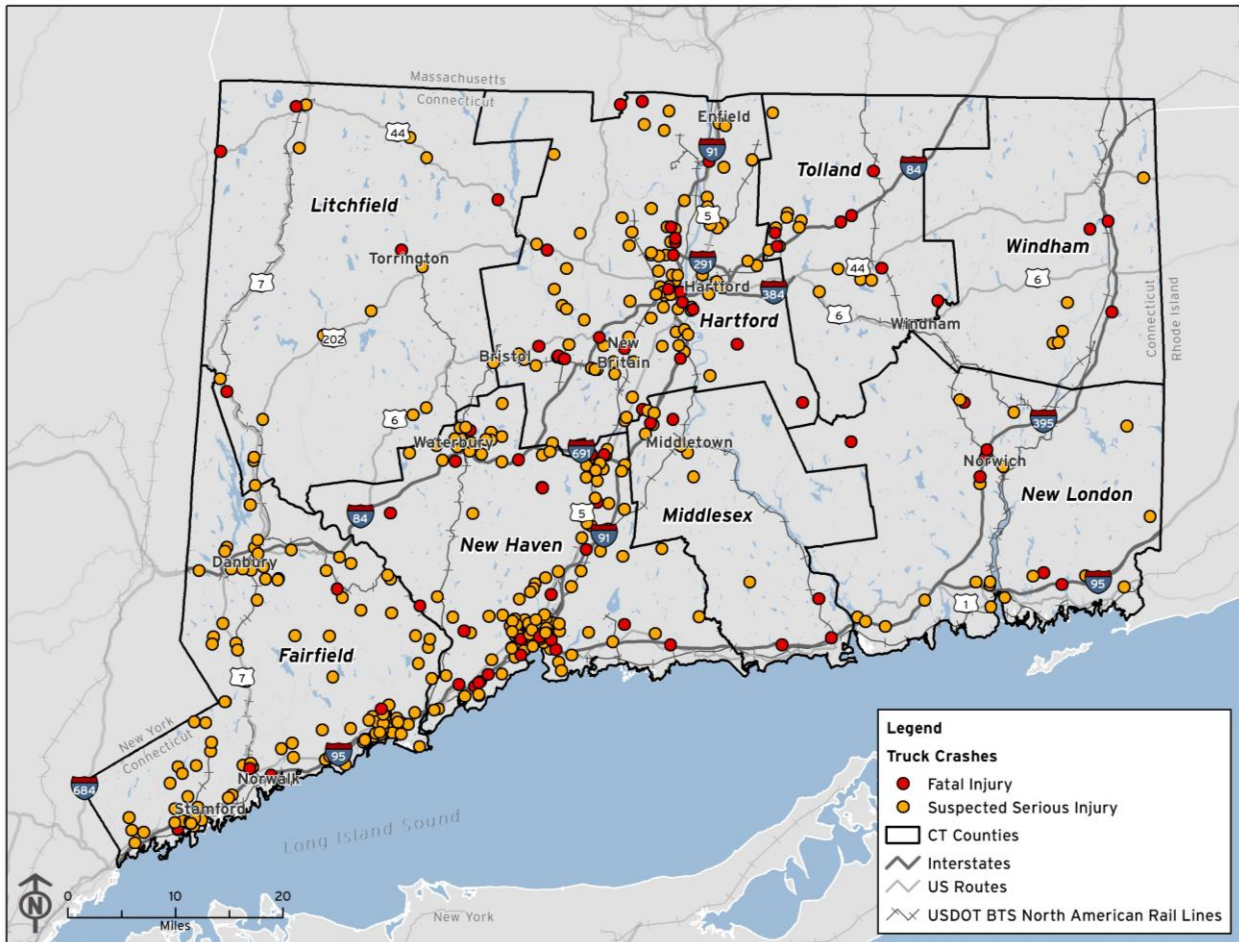 Massachusetts
Connecticut
44
Enfield
91
Tolland
84
Litchfield
5
Windham
Torrington
7
291
44
6
Hartford
384
Hartford
6
Windham
Connecticut
Rhode Island
202
New
Britain
Bristol
6
395
Waterbury
691
Middletown
Norwich
New London
84
5
Middlesex
91
New Haven
Danbury
95
1
Fairfield
7
New York
Connecticut
95
684
Norwalk
Stamford
Long Island Sound
New York
N
0
10
20
Miles
Legend
Truck Crashes
Fatal Injury
Suspected Serious Injury
CT Counties
Interstates
US Routes
USDOT BTS North American Rail Lines